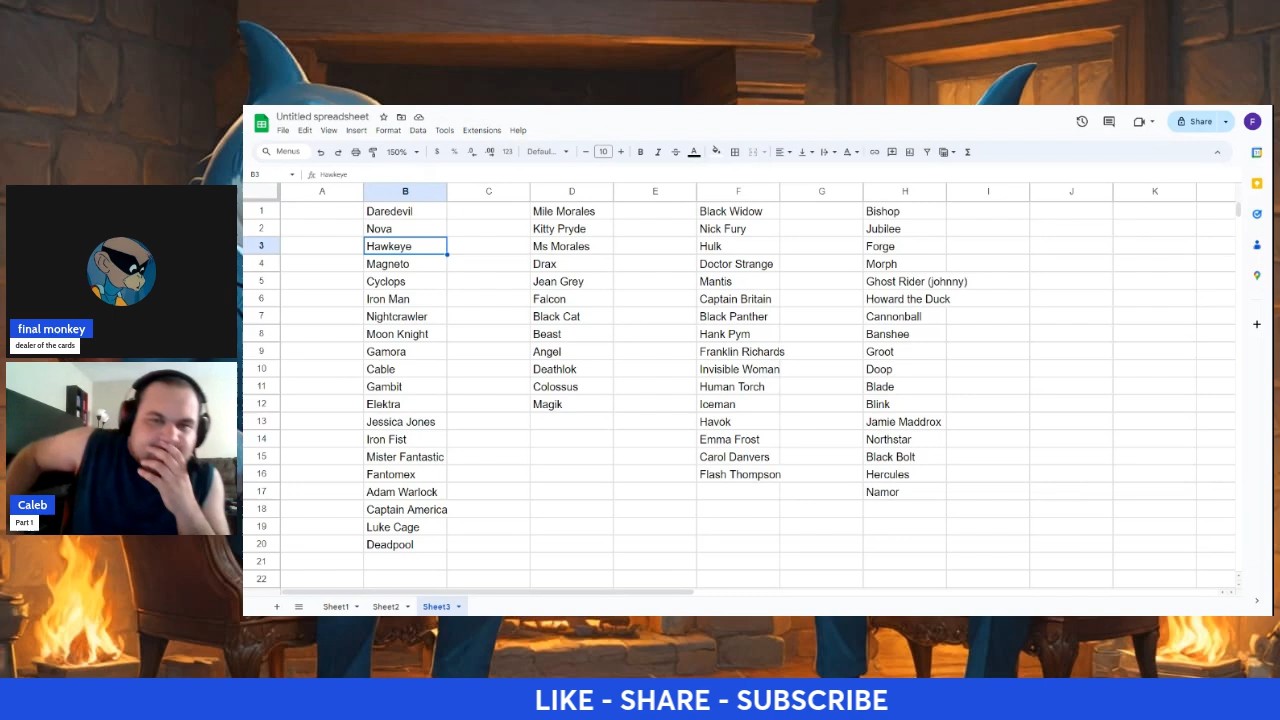 Untitled spreadsheet
File Edit View Insert Format Data Tools Extensions Help
Share
F
Menus
150%
$ % .0 .00 123
Defaul...
10
B I A
B3
fx Hawkeye
A B C D E F G H I J K
1 Daredevil Mile Morales Black Widow Bishop
2 Nova Kitty Pryde Nick Fury Jubilee
3 Hawkeye Ms Morales Hulk Forge
4 Magneto Drax Doctor Strange Morph
5 Cyclops Jean Grey Mantis Ghost Rider (johnny)
6 Iron Man Falcon Captain Britain Howard the Duck
7 Nightcrawler Black Cat Black Panther Cannonball
8 Moon Knight Beast Hank Pym Banshee
9 Gamora Angel Franklin Richards Groot
10 Cable Deathlok Invisible Woman Doop
11 Gambit Colossus Human Torch Blade
12 Elektra Magik Iceman Blink
13 Jessica Jones Havok Jamie Maddrox
14 Iron Fist Emma Frost Northstar
15 Mister Fantastic Carol Danvers Black Bolt
16 Fantomex Flash Thompson Hercules
17 Adam Warlock Namor
18 Captain America
19 Luke Cage
20 Deadpool
21
22
Sheet1 Sheet2 Sheet3
final monkey
dealer of the cards
Caleb
Part 1
LIKE - SHARE - SUBSCRIBE